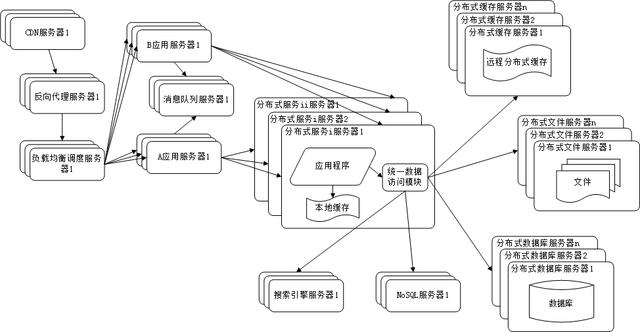 CDN服务器1
反向代理服务器1
负载均衡调度服务器
1
B应用服务器1
消息队列服务器1
A应用服务器1
分布式服务ii服务器1
分布式服务i服务器2
分布式服务i服务器1
应用程序
本地缓存
统一数据
访问模块
搜索引擎服务器1
NoSQL服务器1
分布式缓存服务器n
分布式缓存服务器2
分布式缓存服务器1
远程分布式缓存
分布式文件服务器n
分布式文件服务器2
分布式文件服务器1
文件
分布式数据库服务器n
分布式数据库服务器2
分布式数据库服务器1
数据库